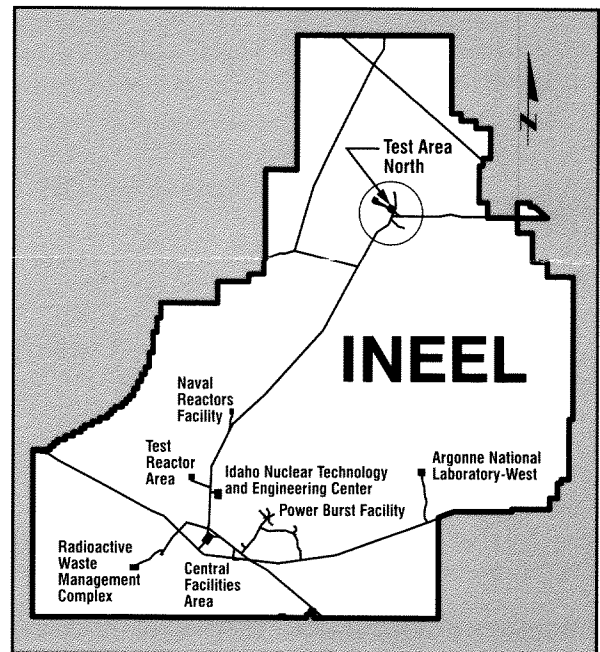 N
Test Area
North
INEEL
Naval
Reactors
Facility
Test
Reactor
Area
Idaho Nuclear Technology
and Engineering Center
Argonne National
Laboratory-West
Power Burst Facility
Radioactive
Waste
Management
Complex
Central
Facilities
Area